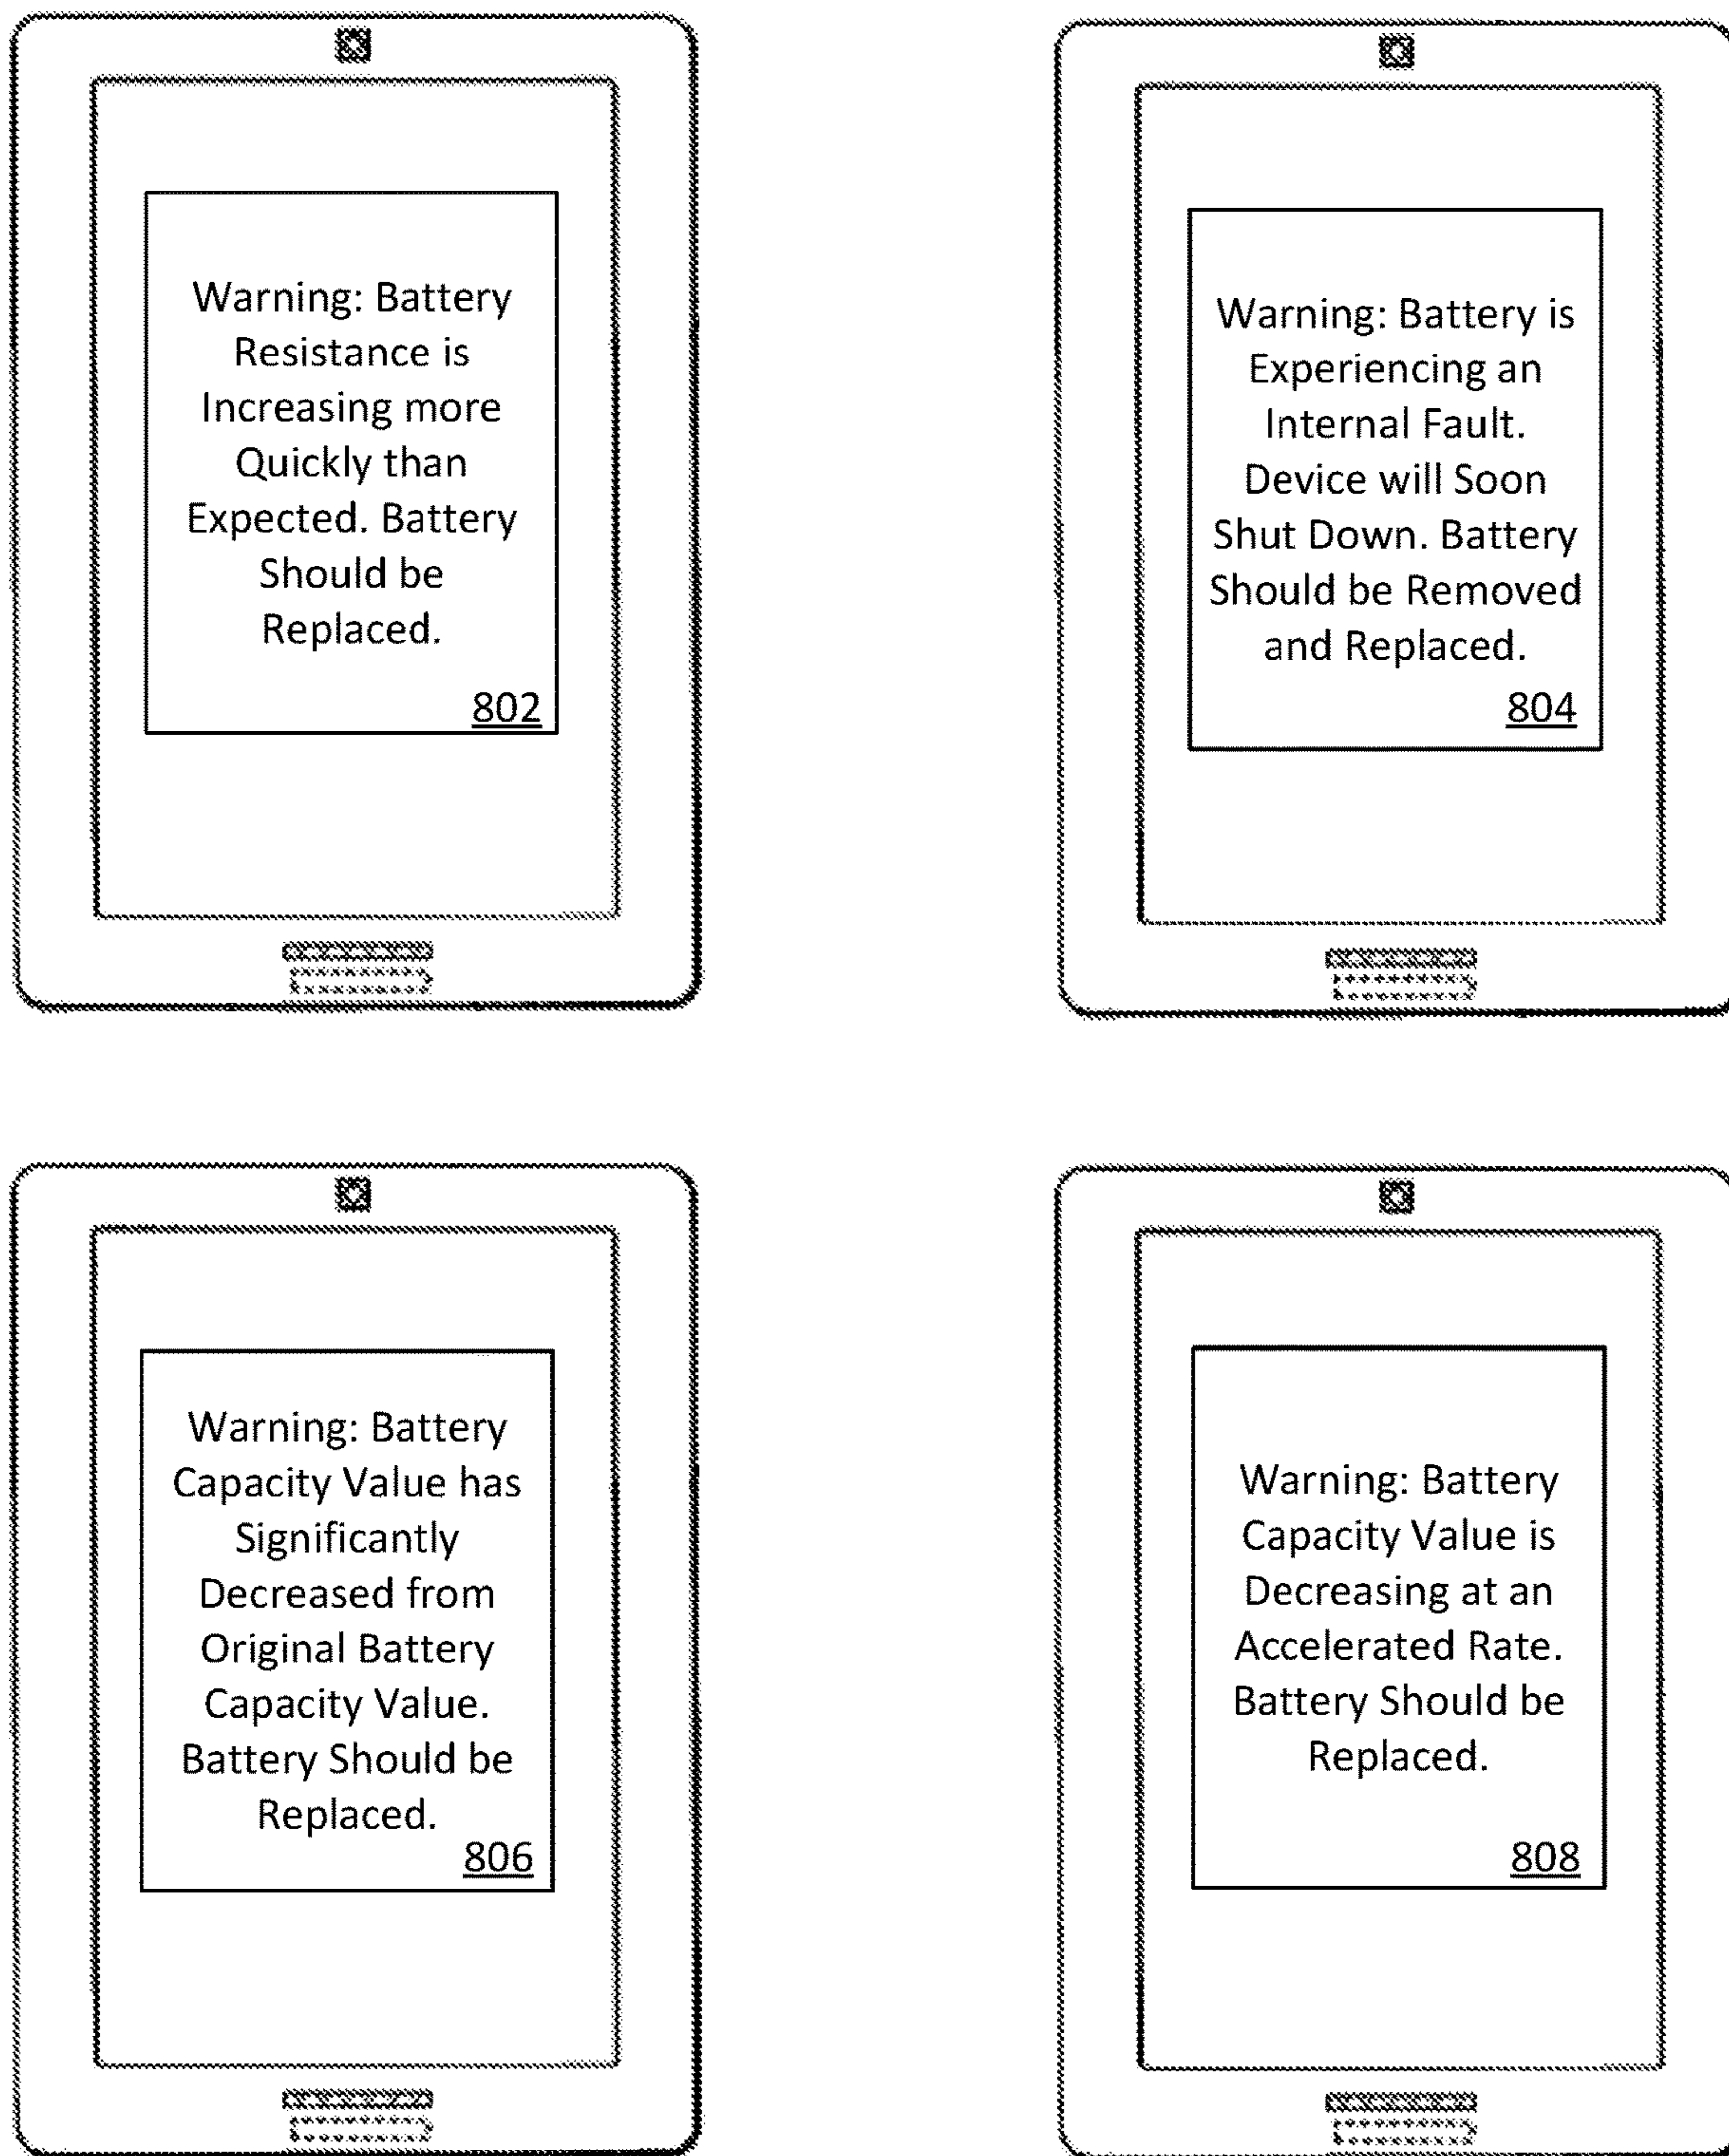 Warning: Battery
Resistance is
Increasing more
Quickly than
Expected. Battery
Should be
Replaced.
802
Warning: Battery is
Experiencing an
Internal Fault.
Device will Soon
Shut Down. Battery
Should be Removed
and Replaced.
804
Warning: Battery
Capacity Value has
Significantly
Decreased from
Original Battery
Capacity Value.
Battery Should be
Replaced.
806
Warning: Battery
Capacity Value is
Decreasing at an
Accelerated Rate.
Battery Should be
Replaced.
808